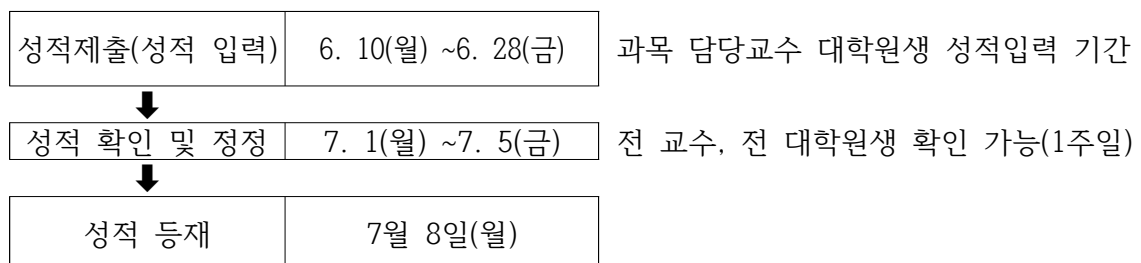 성적제출(성적 입력) 6. 10(월) ~6. 28(금) 과목 담당교수 대학원생 성적입력 기간
성적 확인 및 정정 7. 1(월) ~7. 5(금) 전 교수, 전 대학원생 확인 가능(1주일)
성적 등재 7월 8일(월)